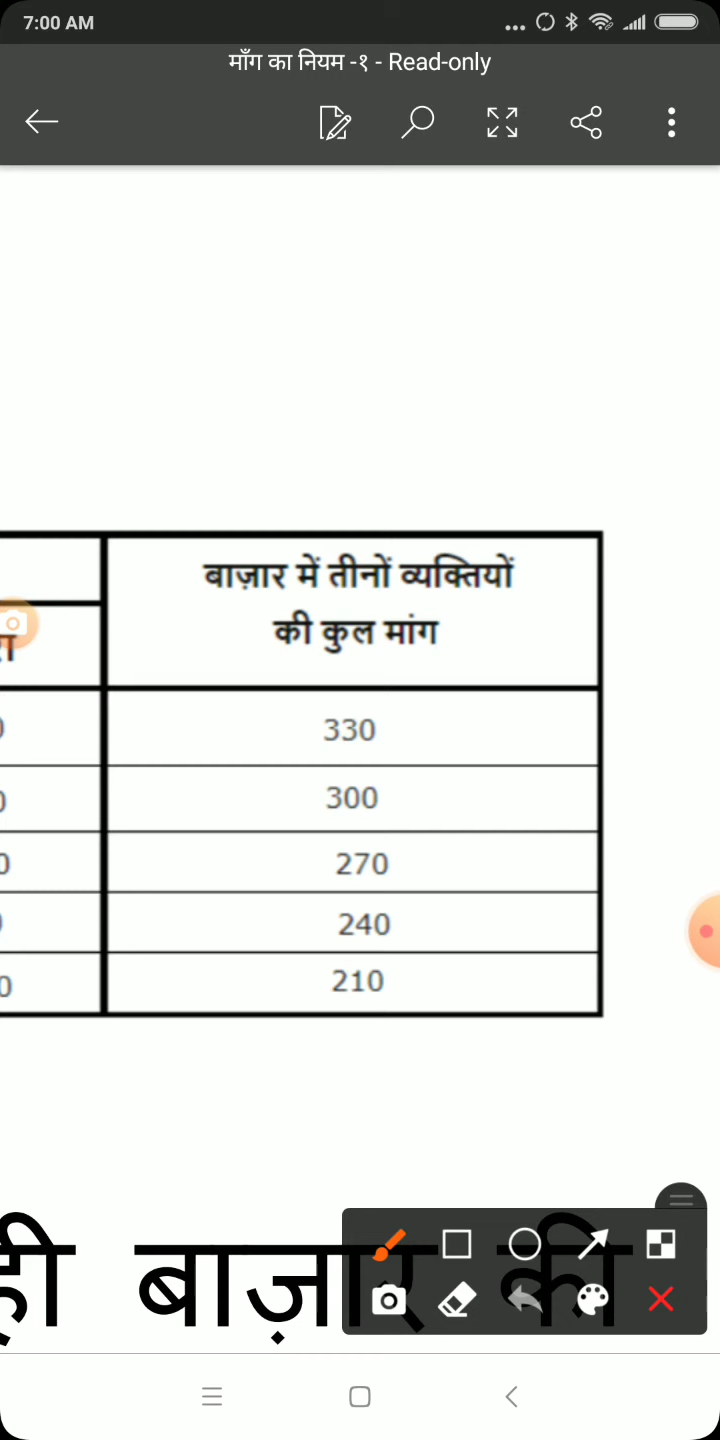 7:00 AM
माँग का नियम -१ - Read-only
बाज़ार में तीनों व्यक्तियों
की कुल मांग
330
300
270
240
210
ही बाज़ार की